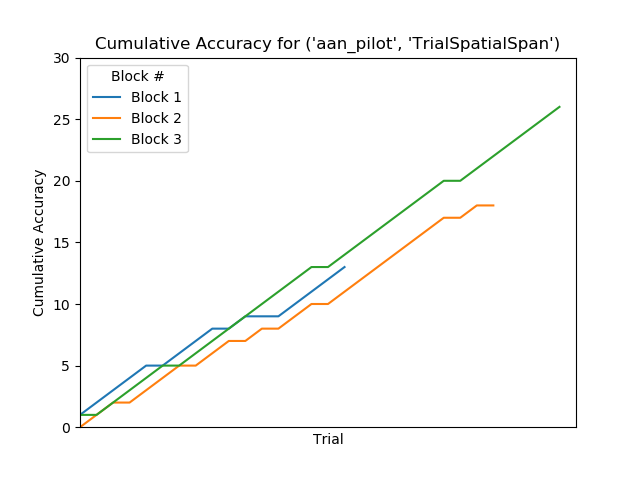 Cumulative Accuracy for ('aan_pilot', 'TrialSpatialSpan')
Block #
Block 1
Block 2
Block 3
30
25
20
15
10
5
0
Cumulative Accuracy
Trial